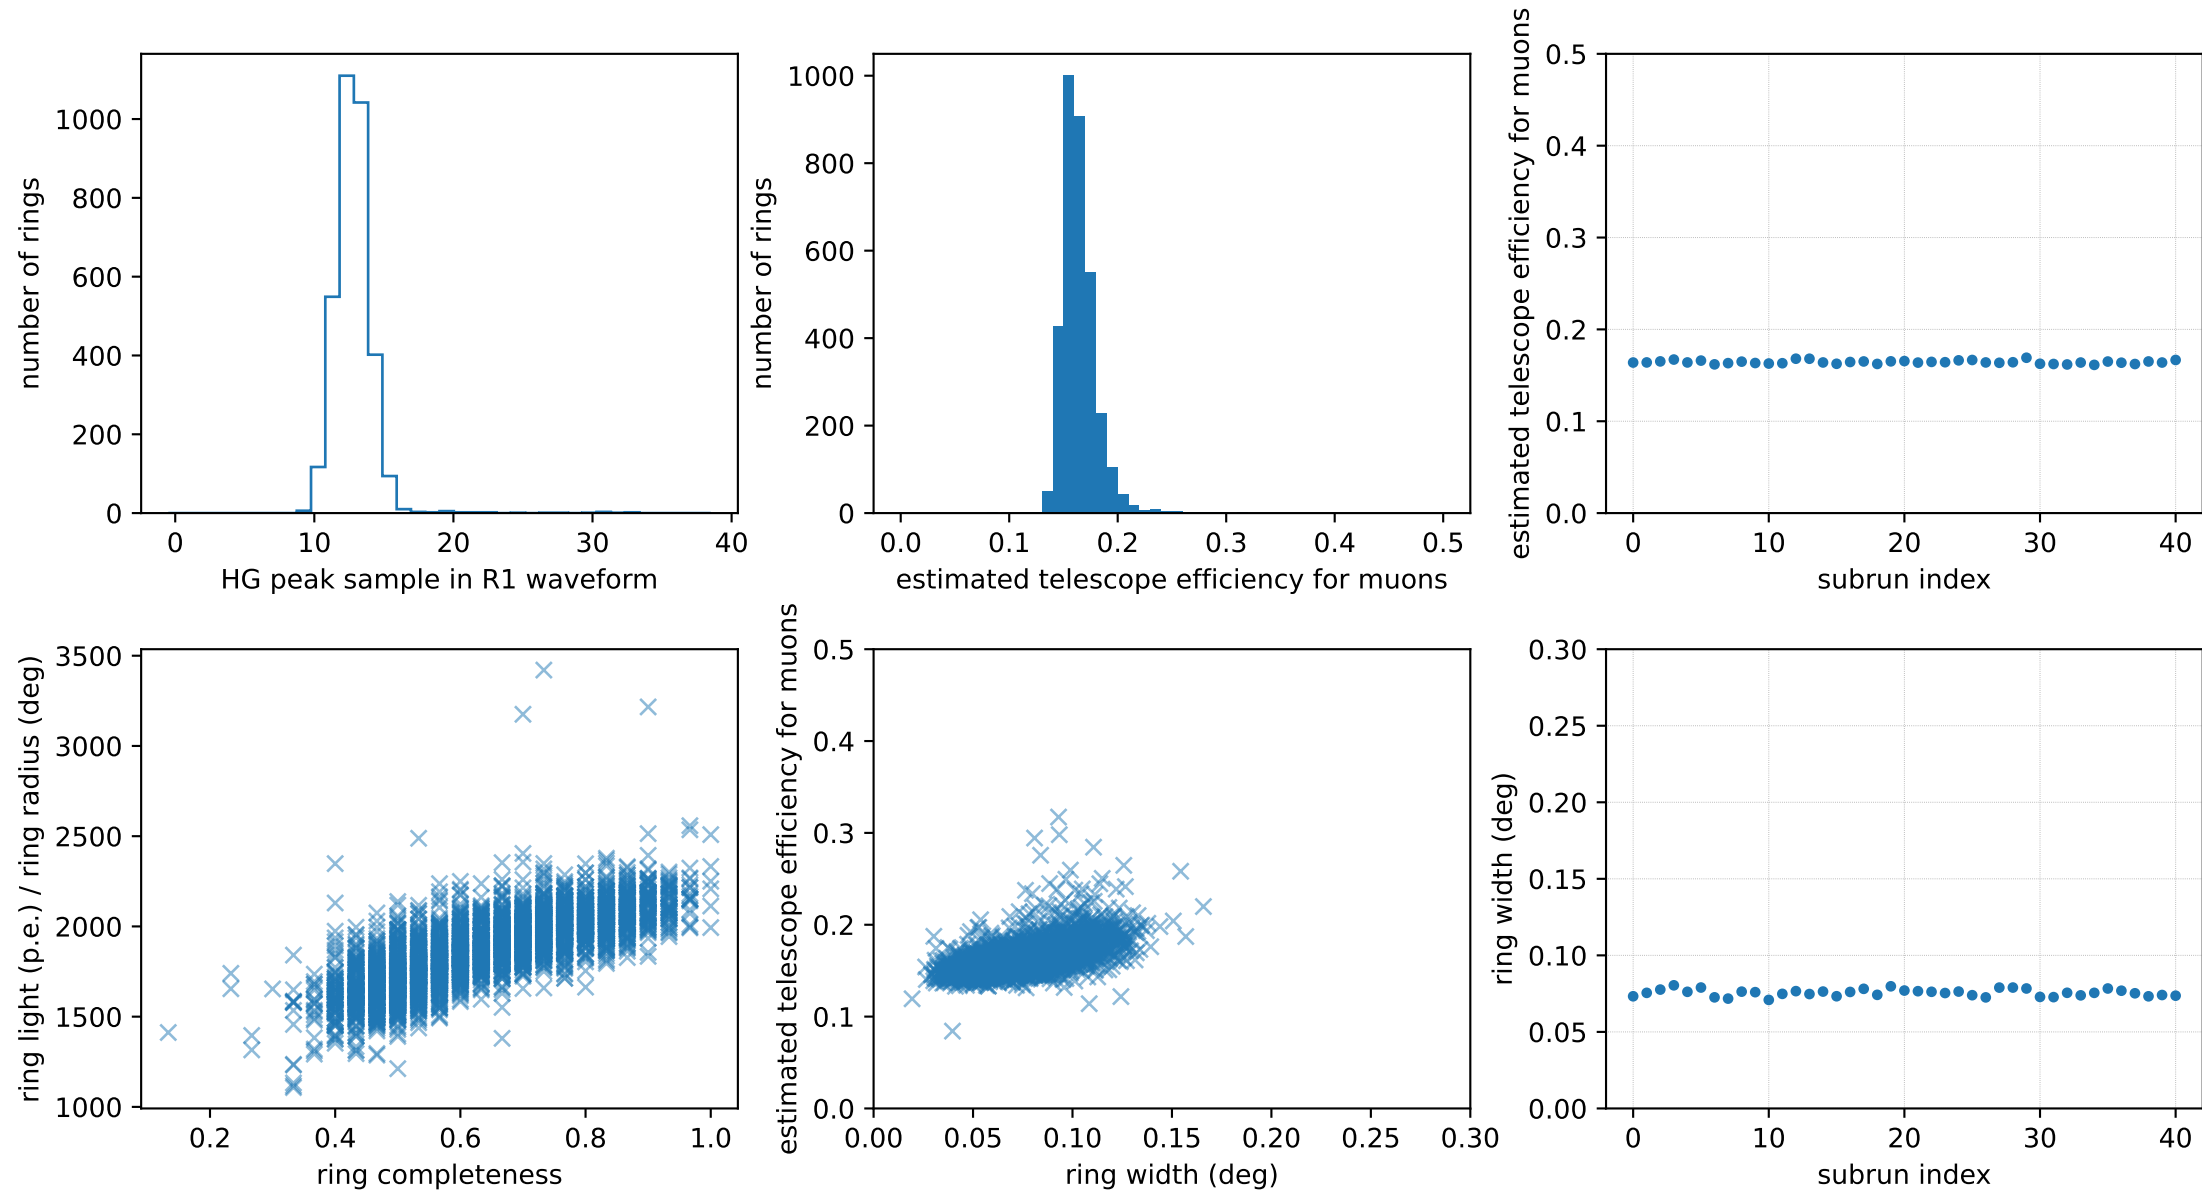 number of rings
1000
800
600
400
200
0
0 10 20 30 40
HG peak sample in R1 waveform
number of rings
1000
800
600
400
200
0
0.0 0.1 0.2 0.3 0.4 0.5
estimated telescope efficiency for muons
estimated telescope efficiency for muons
0.5
0.4
0.3
0.2
0.1
0.0
0 10 20 30 40
subrun index
ring light (p.e.) / ring radius (deg)
3500
3000
2500
2000
1500
1000
0.2 0.4 0.6 0.8 1.0
ring completeness
estimated telescope efficiency for muons
0.5
0.4
0.3
0.2
0.1
0.0
0.00 0.05 0.10 0.15 0.20 0.25 0.30
ring width (deg)
ring width (deg)
0.30
0.25
0.20
0.15
0.10
0.05
0.00
0 10 20 30 40
subrun index